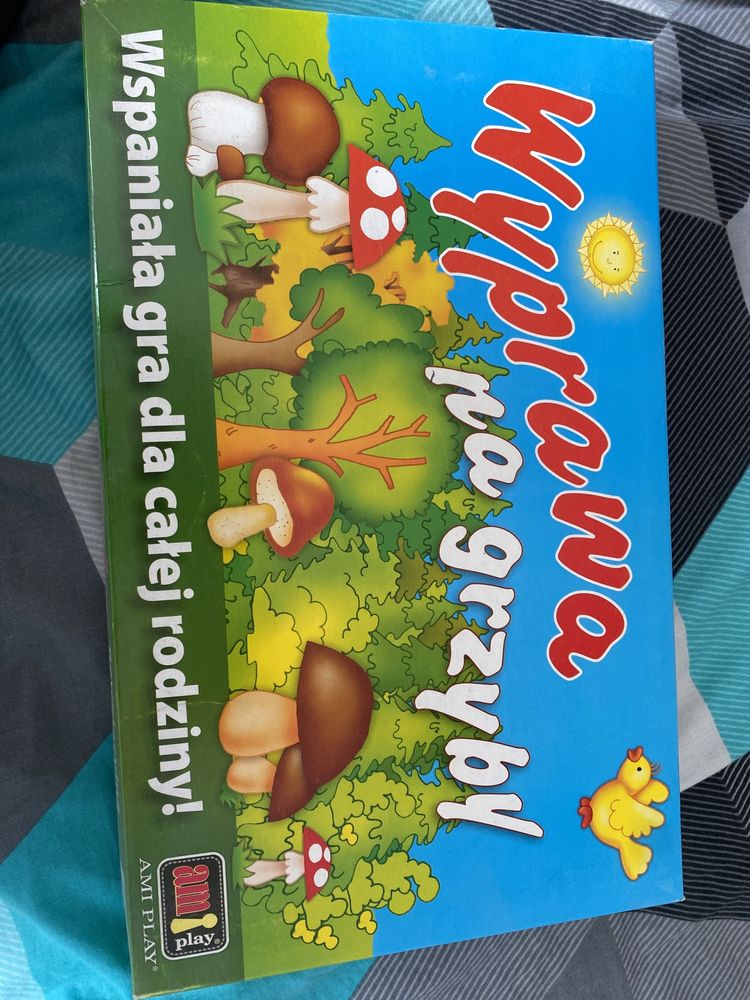 Wyprawa
na grzyby
Wspaniała gra dla całej rodziny!
ami
play®
AMI PLAY®